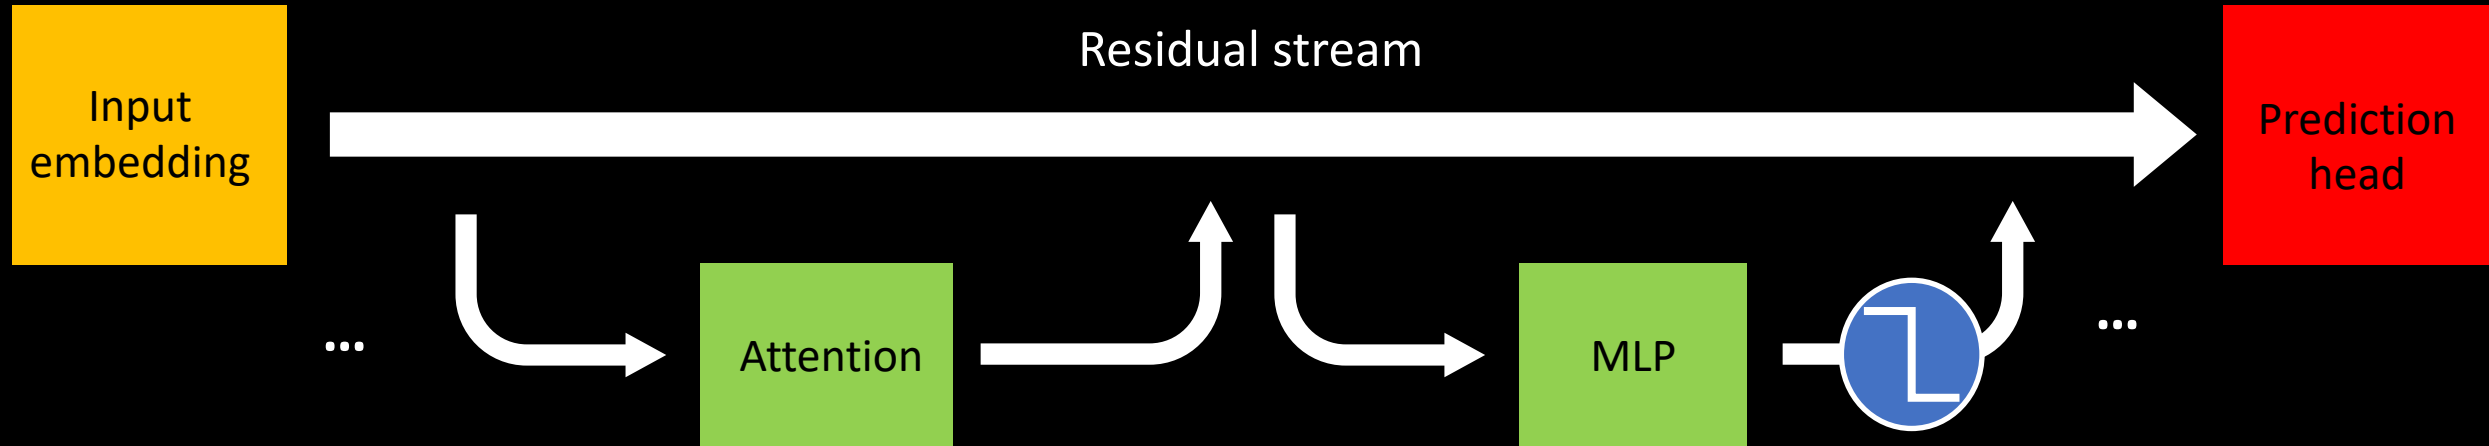 Residual stream
Input
embedding
Prediction
head
...
Attention
MLP
...